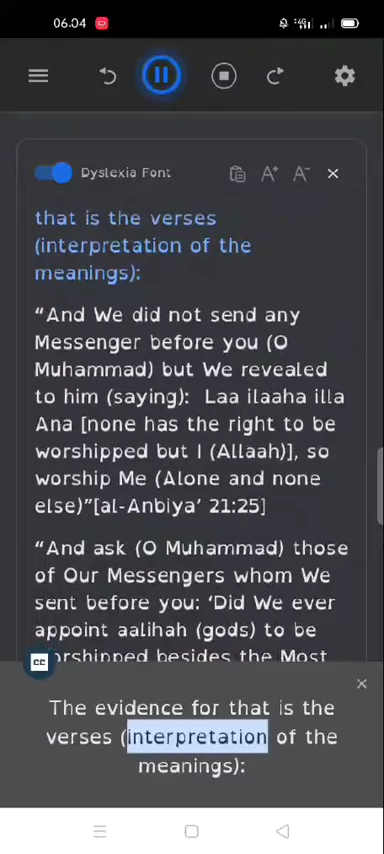 06.04
4G
Dyslexia Font
A+ A-
that is the verses
(interpretation of the
meanings):
“And We did not send any
Messenger before you (O
Muhammad) but We revealed
to him (saying): Laa ilaaha illa
Ana [none has the right to be
worshipped but I (Allaah)], so
worship Me (Alone and none
else)”[al-Anbiya’ 21:25]
“And ask (O Muhammad) those
of Our Messengers whom We
sent before you: ‘Did We ever
appoint aalihah (gods) to be
worshipped besides the Most
CC
The evidence for that is the
verses (interpretation of the
meanings):